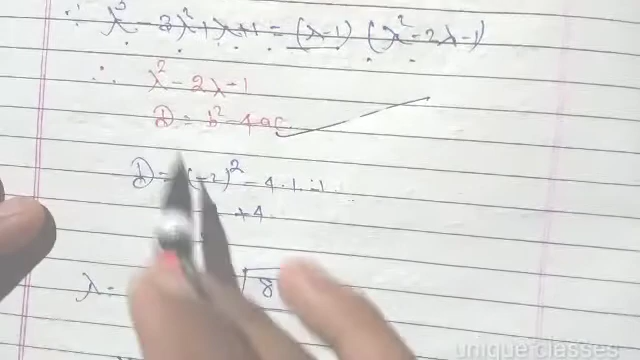 ∴ λ³ - 3λ² + λ + 1 = (λ-1) (λ² - 2λ - 1)
∴ λ² - 2λ - 1
D = b² - 4ac
D = (-2)² - 4·1·-1
+4
λ = √8
unique classes